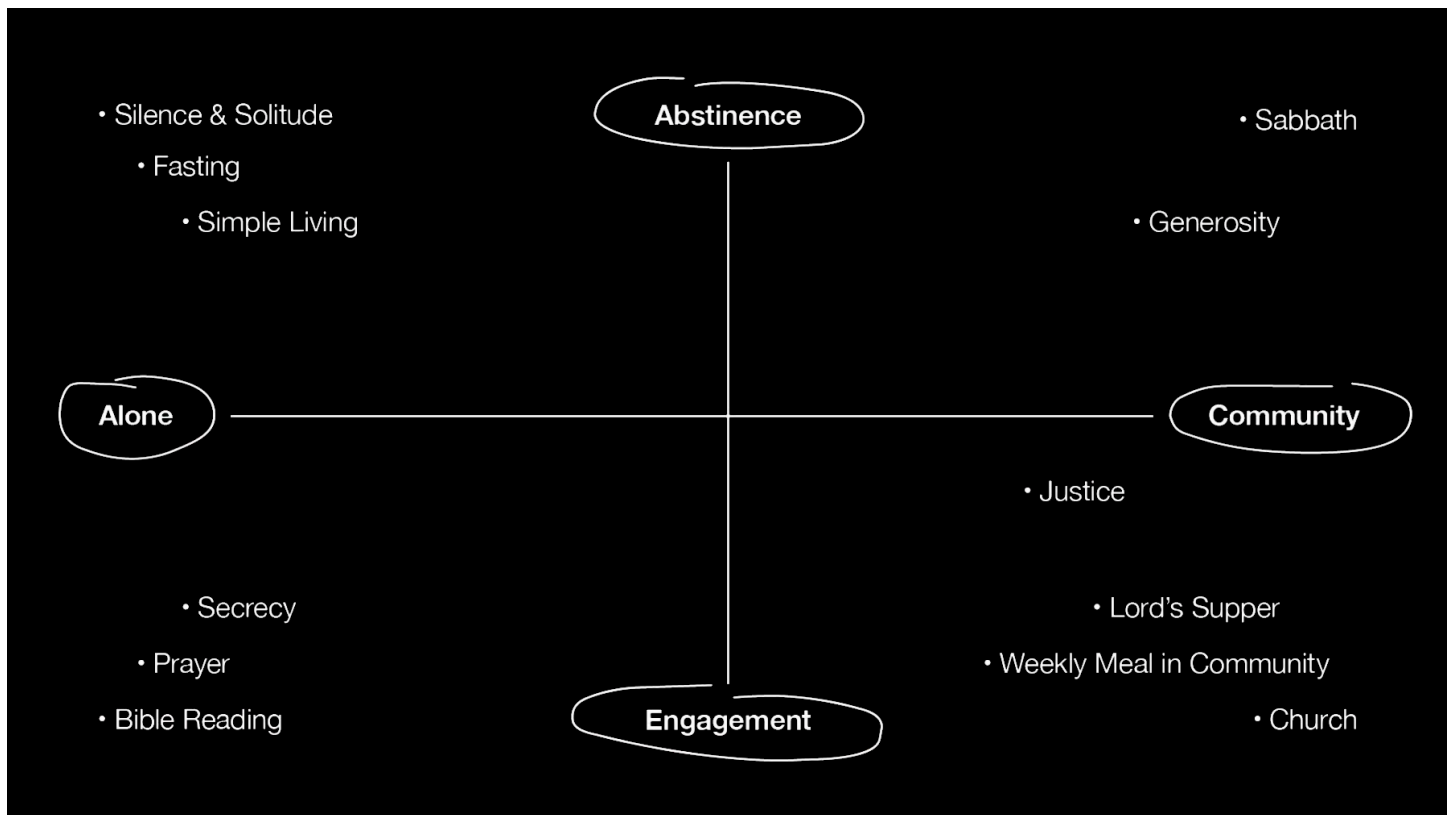 • Silence & Solitude
Abstinence
• Sabbath
• Fasting
• Simple Living
• Generosity
Alone
Community
• Justice
• Secrecy
• Lord’s Supper
• Prayer
• Weekly Meal in Community
• Bible Reading
Engagement
• Church